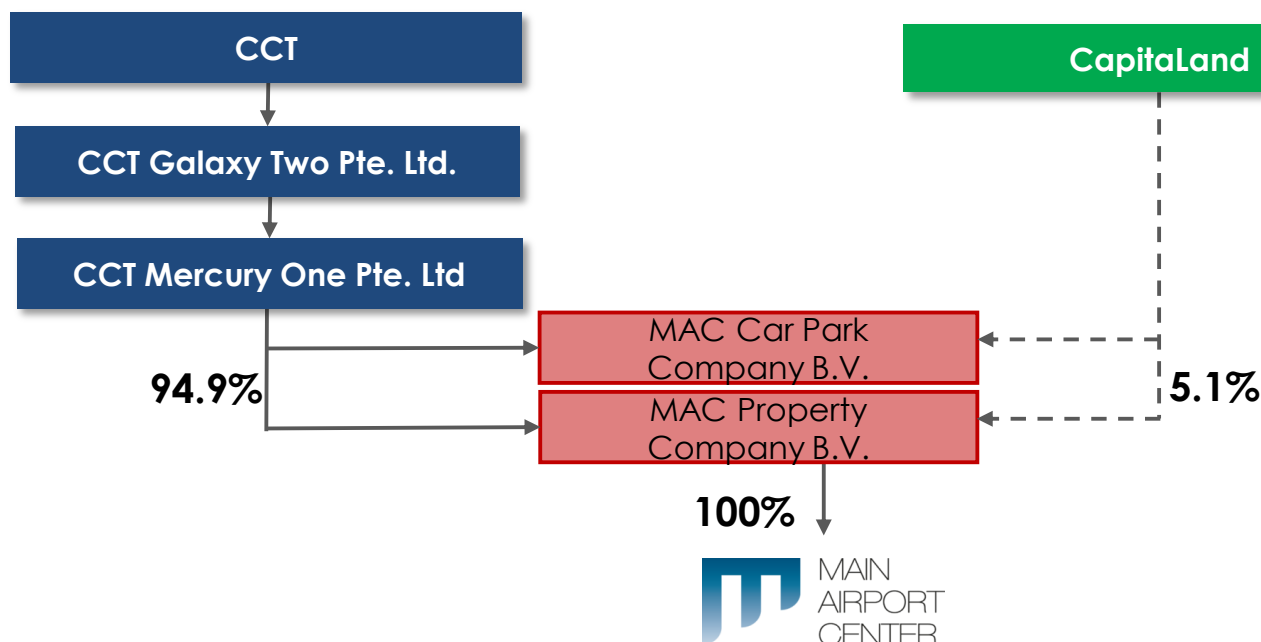 CCT
CapitaLand
CCT Galaxy Two Pte. Ltd.
CCT Mercury One Pte. Ltd
MAC Car Park
Company B.V.
94.9%
5.1%
MAC Property
Company B.V.
100%
MAIN
AIRPORT
CENTER